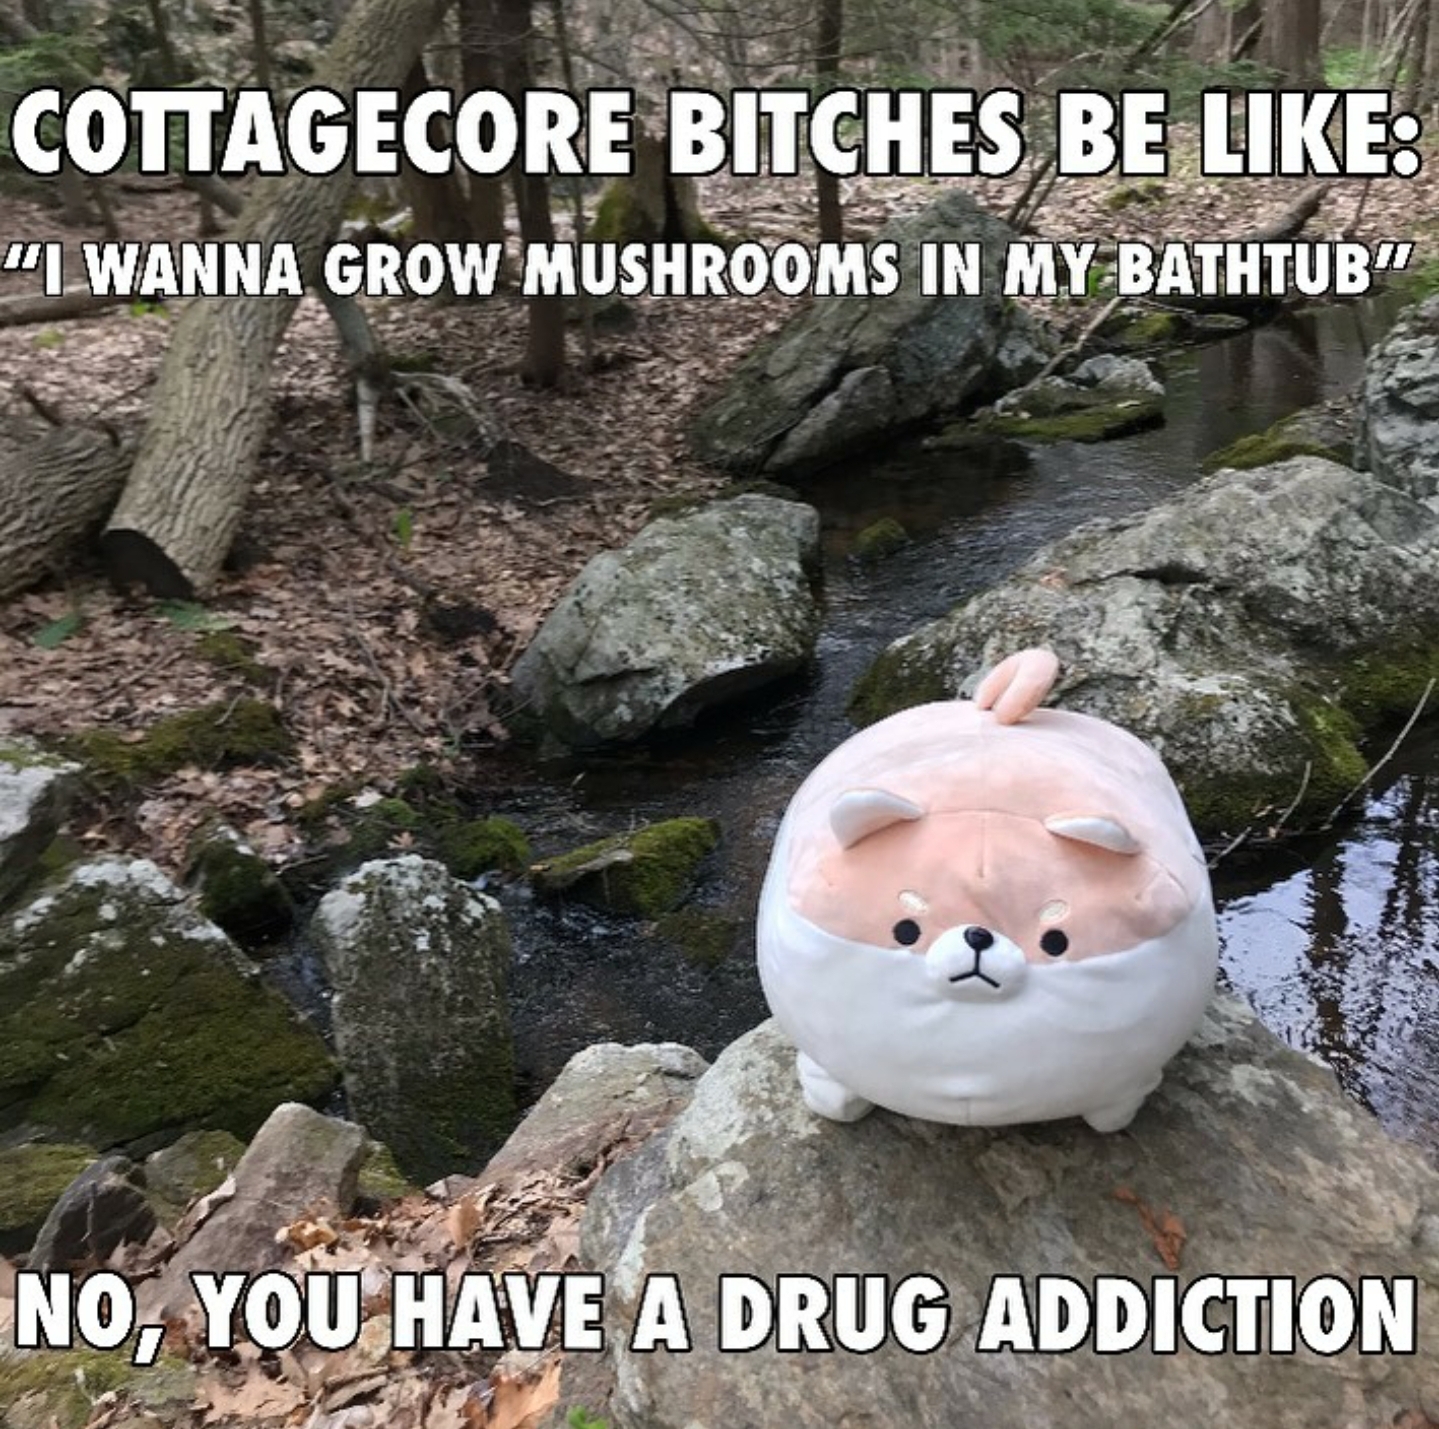 COTTAGECORE BITCHES BE LIKE:
"I WANNA GROW MUSHROOMS IN MY BATHTUB"
NO, YOU HAVE A DRUG ADDICTION